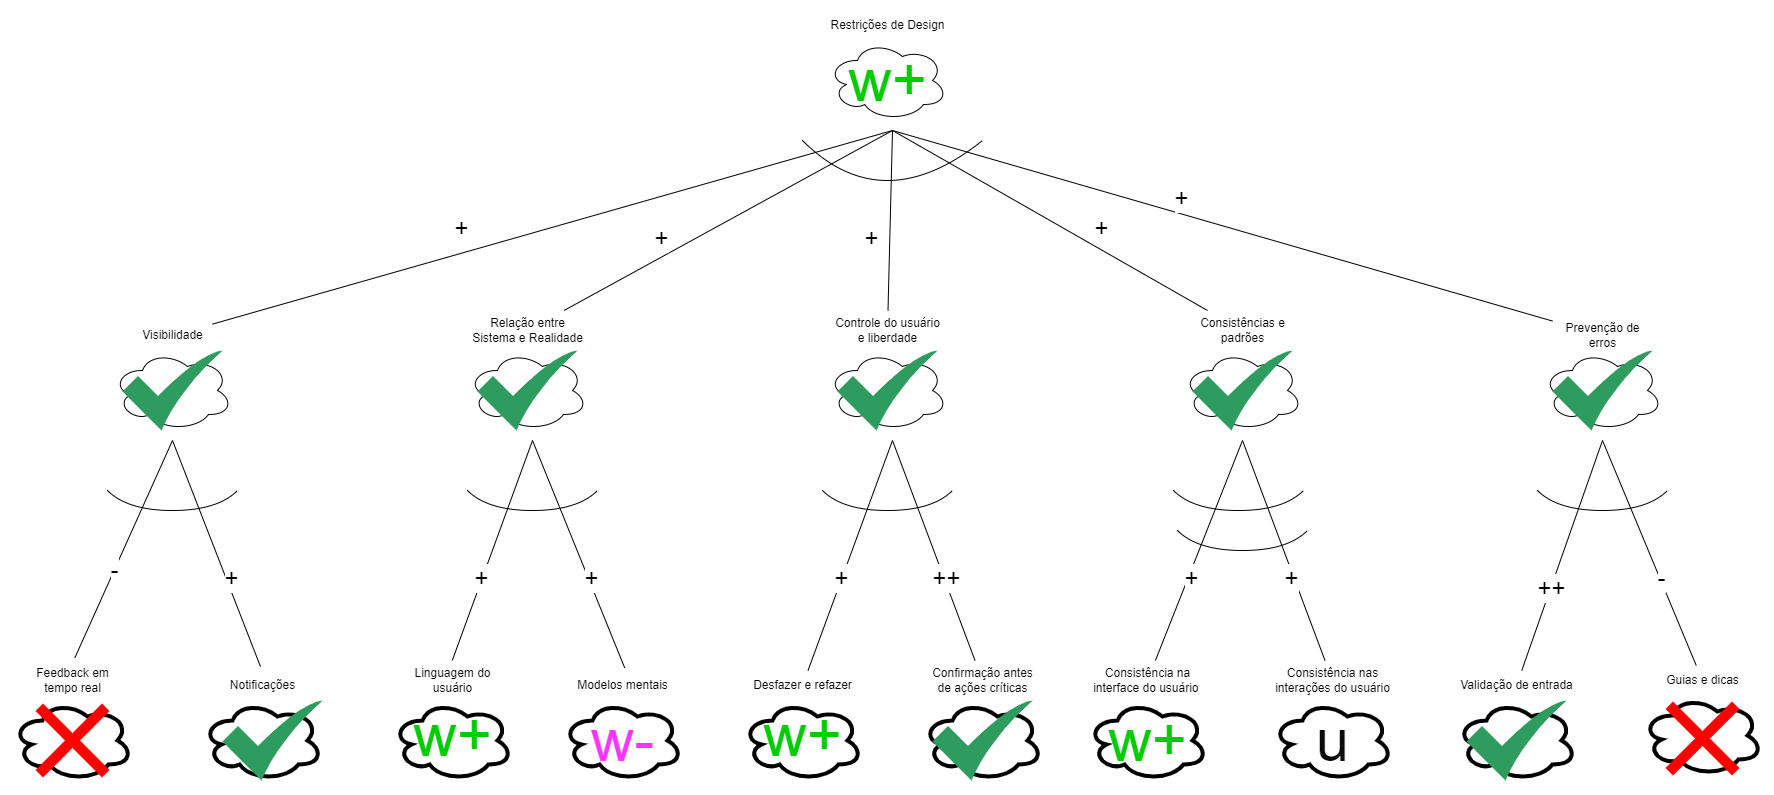 Restrições de Design
w+
+
+
+
+
+
Visibilidade
Relação entre
Sistema e Realidade
Controle do usuário
e liberdade
Consistências e
padrões
Prevenção de
erros
-
+
+
+
+
++
+
+
++
-
Feedback em
tempo real
Notificações
Linguagem do
usuário
Modelos mentais
Desfazer e refazer
Confirmação antes
de ações críticas
Consistência na
interface do usuário
Consistência nas
interações do usuário
Validação de entrada
Guias e dicas
w+
w-
w+
w+
u